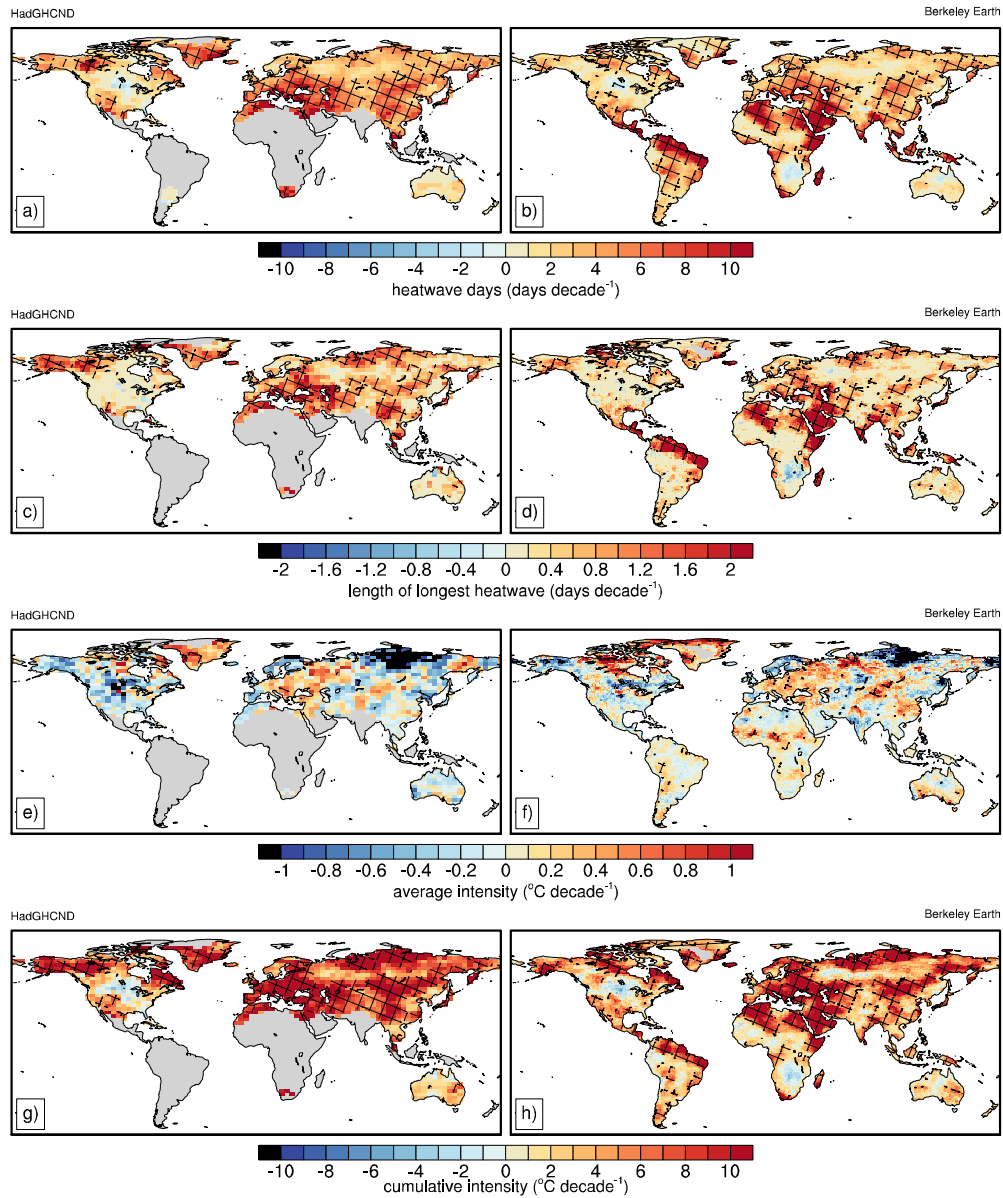 HadGHCND Berkeley Earth
a) b)
-10 -8 -6 -4 -2 0 2 4 6 8 10
heatwave days (days decade⁻¹)
HadGHCND Berkeley Earth
c) d)
-2 -1.6 -1.2 -0.8 -0.4 0 0.4 0.8 1.2 1.6 2
length of longest heatwave (days decade⁻¹)
HadGHCND Berkeley Earth
e) f)
-1 -0.8 -0.6 -0.4 -0.2 0 0.2 0.4 0.6 0.8 1
average intensity (°C decade⁻¹)
HadGHCND Berkeley Earth
g) h)
-10 -8 -6 -4 -2 0 2 4 6 8 10
cumulative intensity (°C decade⁻¹)